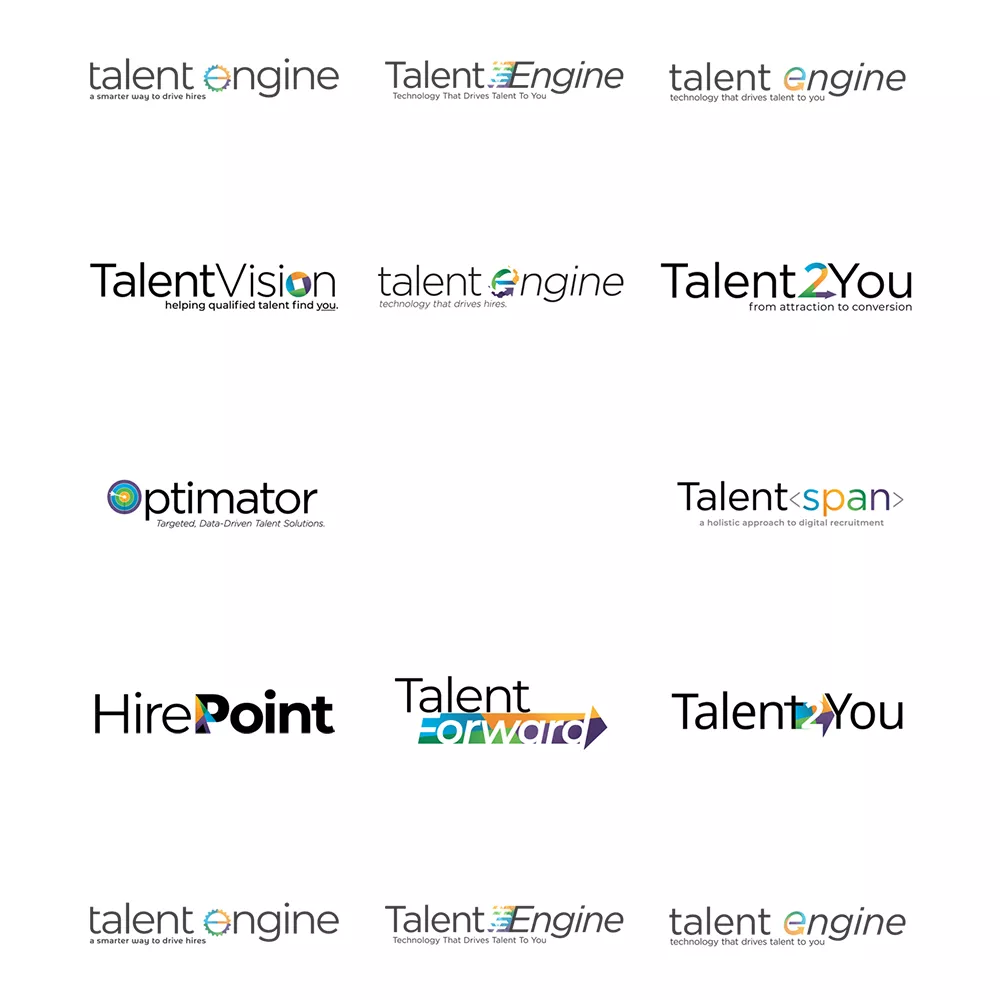 talent engine
a smarter way to drive hires
Talent Engine
Technology That Drives Talent To You
talent engine
technology that drives talent to you
TalentVision
helping qualified talent find you.
talent engine
technology that drives hires.
Talent2You
from attraction to conversion
Optimator
Targeted, Data-Driven Talent Solutions.
Talent<span>
a holistic approach to digital recruitment
HirePoint
Talent
Forward
Talent2You
talent engine
a smarter way to drive hires
Talent Engine
Technology That Drives Talent To You
talent engine
technology that drives talent to you